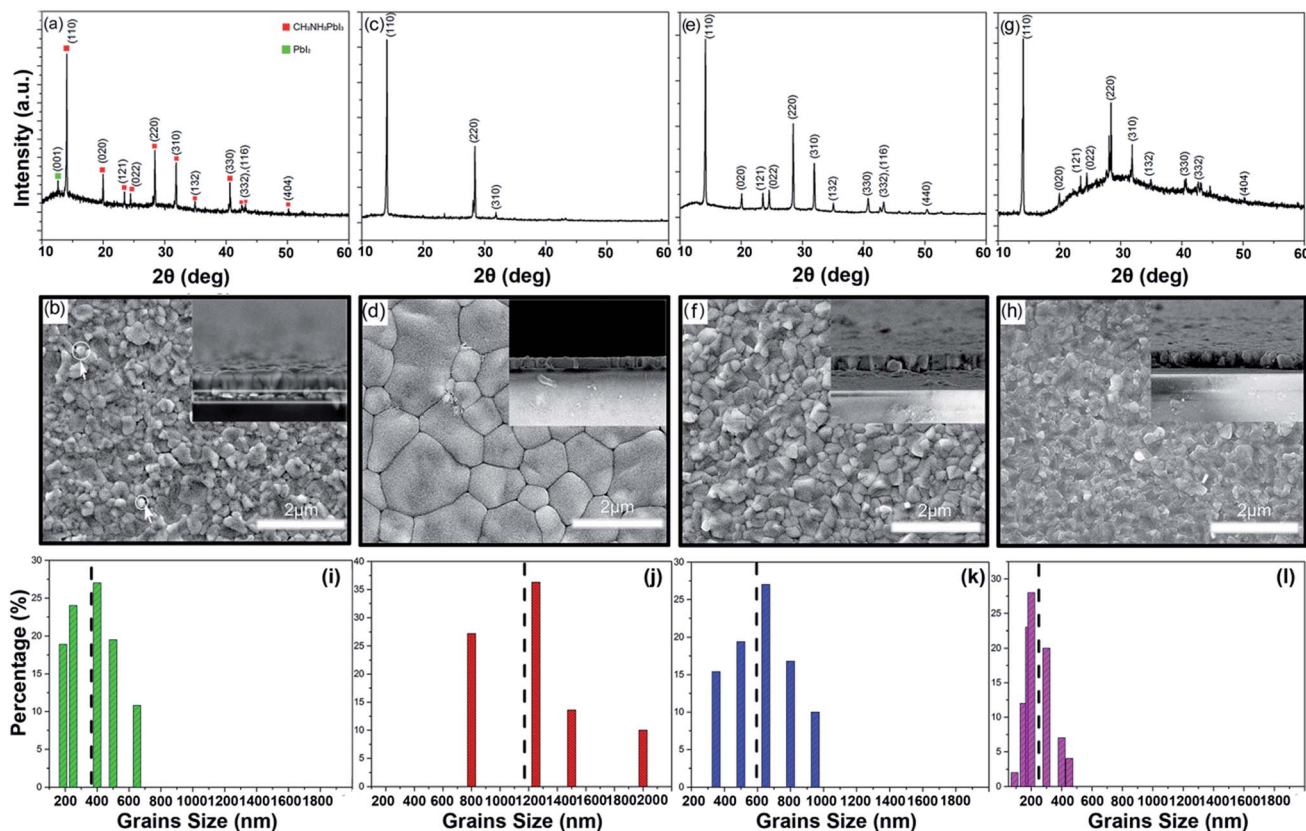 (a)
(110)
CH₃NH₃PbI₃
PbI₂
(001)
(020)
(121)
(022)
(220)
(310)
(132)
(330)
(332),(116)
(404)
Intensity (a.u.)
10 20 30 40 50 60
2θ (deg)
(c)
(110)
(220)
(310)
10 20 30 40 50 60
2θ (deg)
(e)
(110)
(020)
(121)
(022)
(220)
(310)
(132)
(330)
(332),(116)
(440)
10 20 30 40 50 60
2θ (deg)
(g)
(110)
(020)
(121)
(022)
(220)
(310)
(132)
(330)
(332)
(404)
10 20 30 40 50 60
2θ (deg)
(b)
2μm
(d)
2μm
(f)
2μm
(h)
2μm
(i)
30
25
20
15
10
5
0
Percentage (%)
200 400 600 800 1000 1200 1400 1600 1800
Grains Size (nm)
(j)
40
35
30
25
20
15
10
5
0
200 400 600 800 1000 1200 1400 1600 1800 2000
Grains Size (nm)
(k)
30
25
20
15
10
5
0
200 400 600 800 1000 1200 1400 1600 1800
Grains Size (nm)
(l)
30
25
20
15
10
5
0
200 400 600 800 1000 1200 1400 1600 1800
Grains Size (nm)